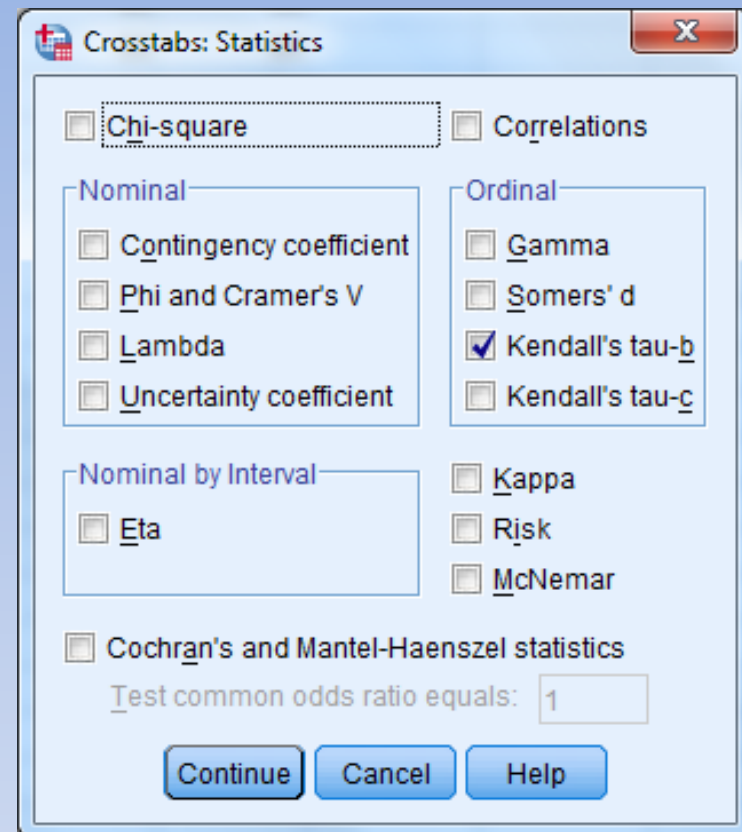 Crosstabs: Statistics
Chi-square
Correlations
Nominal
Contingency coefficient
Phi and Cramer's V
Lambda
Uncertainty coefficient
Ordinal
Gamma
Somers' d
Kendall's tau-b
Kendall's tau-c
Nominal by Interval
Eta
Kappa
Risk
McNemar
Cochran's and Mantel-Haenszel statistics
Test common odds ratio equals: 1
Continue Cancel Help